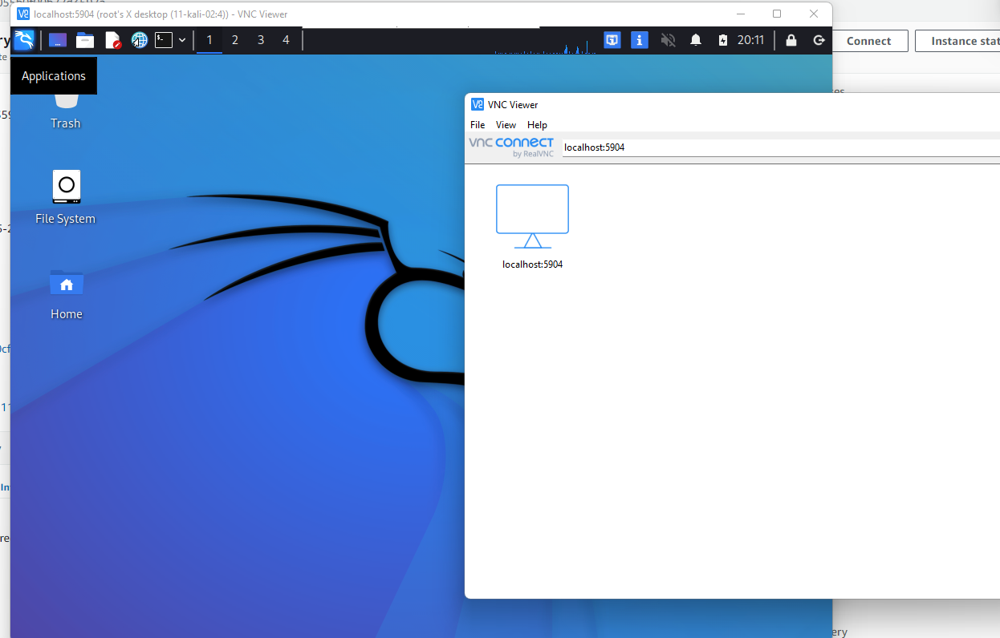 localhost:5904 (root's X desktop (11-kali-02:4)) - VNC Viewer
1 2 3 4
20:11
Connect
Instance stat
Applications
Trash
File System
Home
VNC Viewer
File View Help
vnc connect
by RealVNC
localhost:5904
localhost:5904